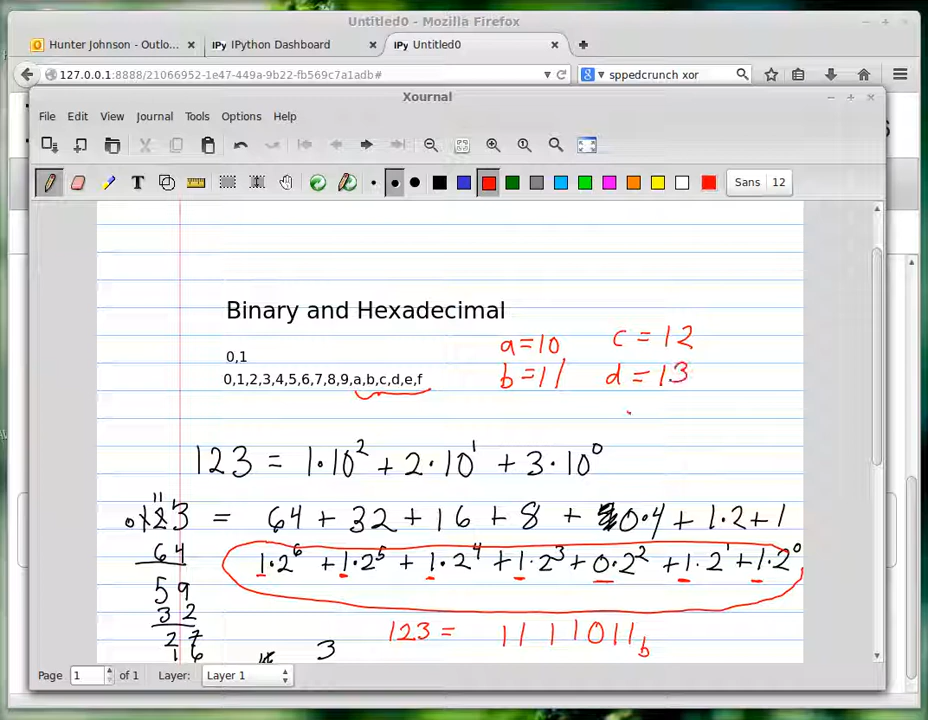 Untitled0 - Mozilla Firefox
Hunter Johnson - Outlo...
IPython Dashboard
IPy Untitled0
127.0.0.1:8888/21066952-1e47-449a-9b22-fb569c7a1adb#
sppedcrunch xor
Xournal
File Edit View Journal Tools Options Help
Sans 12
Binary and Hexadecimal
0,1
0,1,2,3,4,5,6,7,8,9,a,b,c,d,e,f
a=10 c=12
b=11 d=13
123 = 1·10² + 2·10¹ + 3·10⁰
123 = 64 + 32 + 16 + 8 + 0·4 + 1·2 + 1
1·2⁶ + 1·2⁵ + 1·2⁴ + 1·2³ + 0·2² + 1·2¹ + 1·2⁰
64
59
32
27
16
3
123 = 1111011b
Page 1 of 1 Layer: Layer 1